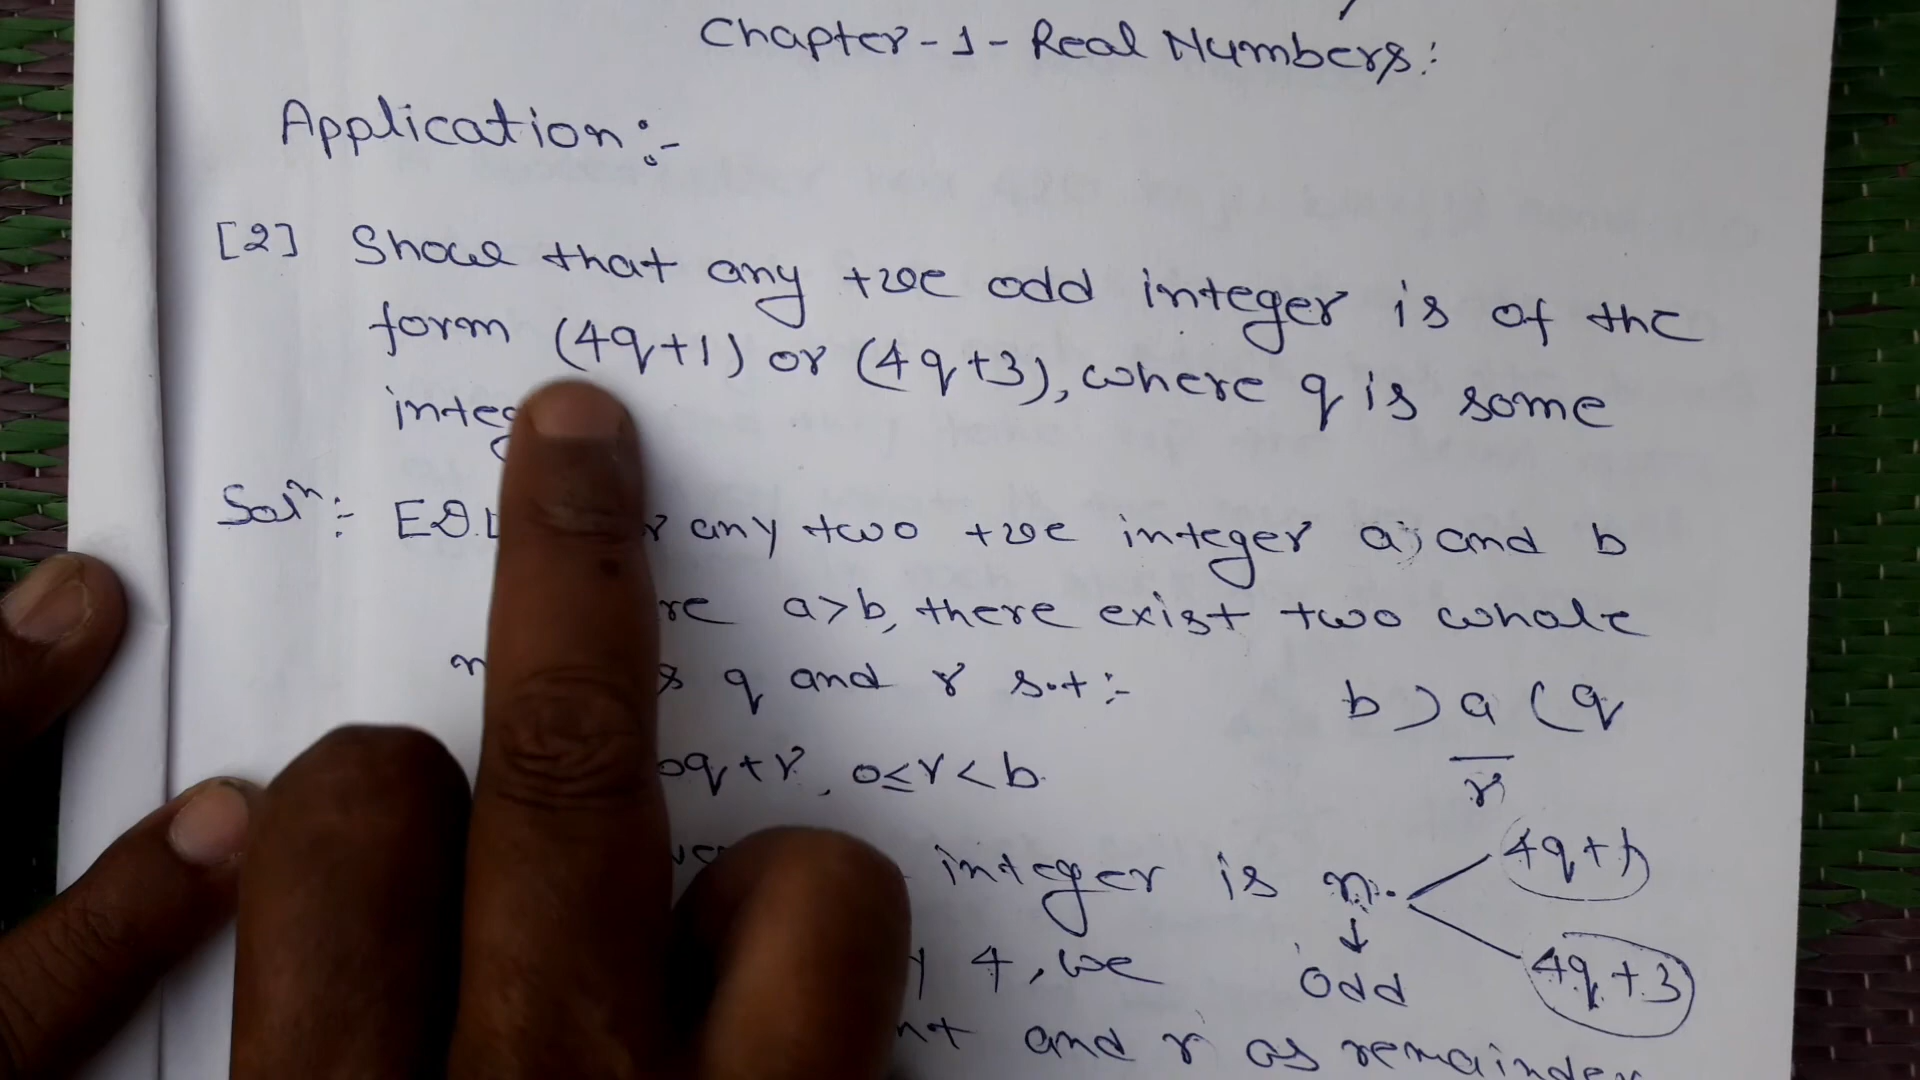 Chapter-1-Real Numbers:
Application:-
[2] Show that any +ve odd integer is of the
form (4q+1) or (4q+3), where q is some
Solⁿ:- any two +ve integer a, and b
a>b, there exist two whole
q and r s.t:-
b ) a ( q
r
+r, 0≤r<b.
integer is n. 4q+1
4, we odd 4q+3
and r as remainder